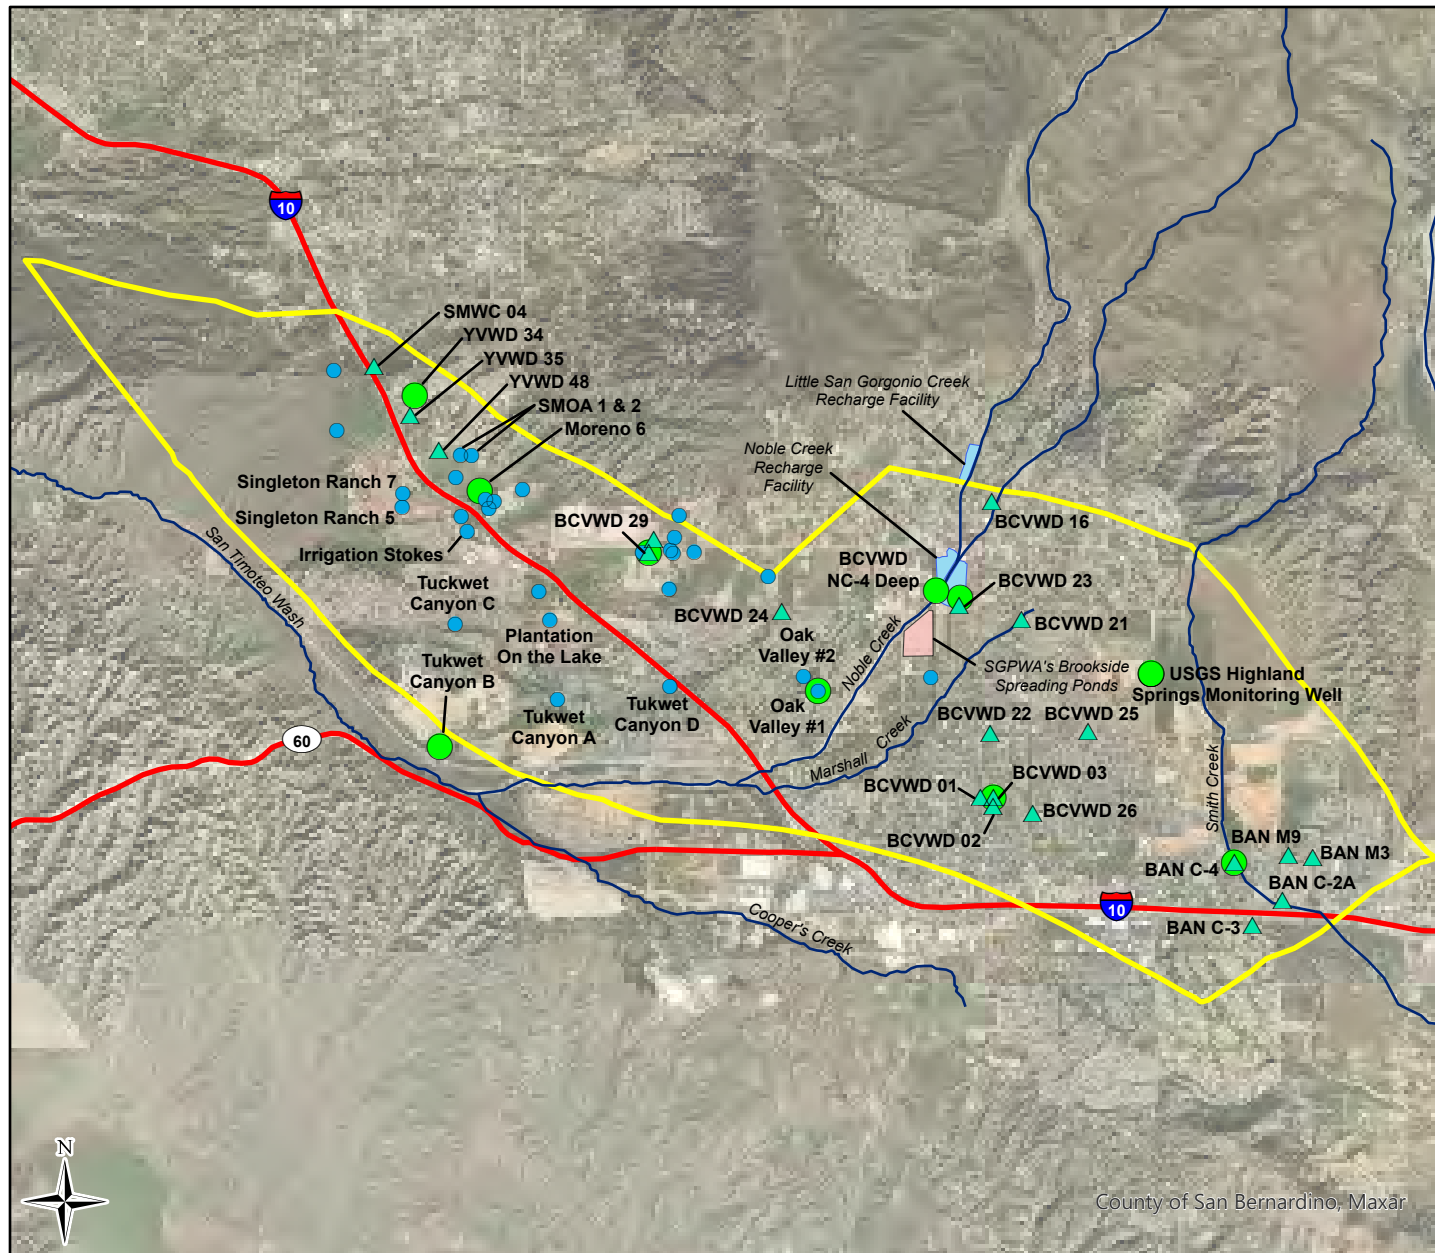 10
SMWC 04
YVWD 34
YVWD 35
YVWD 48
SMOA 1 & 2
Moreno 6
Little San Gorgonio Creek
Recharge Facility
Noble Creek
Recharge
Facility
Singleton Ranch 7
Singleton Ranch 5
Irrigation Stokes
BCVWD 29
BCVWD 16
BCVWD
NC-4 Deep
BCVWD 23
San Timoteo Wash
Tuckwet
Canyon C
Plantation
On the Lake
BCVWD 24
Oak
Valley #2
Noble Creek
BCVWD 21
SGPWA's Brookside
Spreading Ponds
USGS Highland
Springs Monitoring Well
Tukwet
Canyon B
Tukwet
Canyon A
Tukwet
Canyon D
Oak
Valley #1
BCVWD 22
BCVWD 25
60
Marshall Creek
BCVWD 01
BCVWD 03
BCVWD 02
BCVWD 26
Smith Creek
BAN M9
BAN M3
BAN C-4
BAN C-2A
10
BAN C-3
Cooper's Creek
N
County of San Bernardino, Maxar